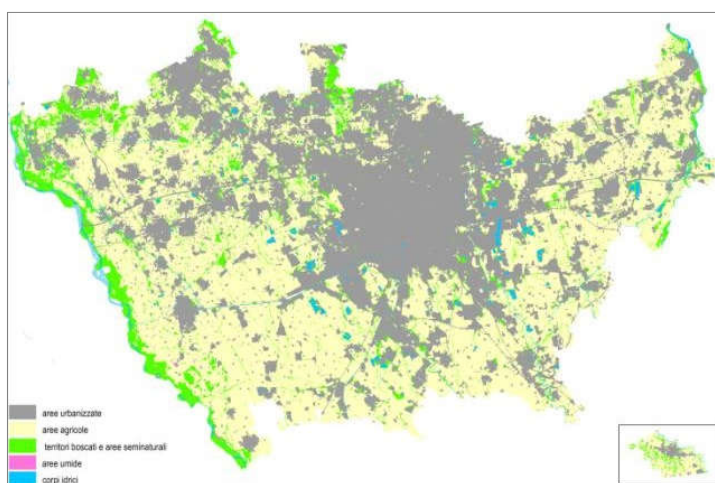 aree urbanizzate
aree agricole
territori boscati e aree seminaturali
aree umide
corpi idrici